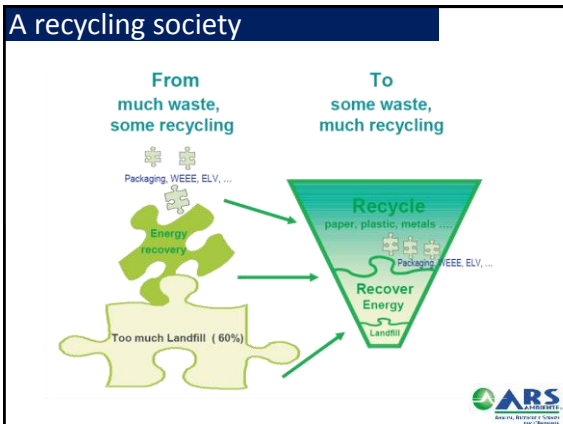 A recycling society
From
much waste,
some recycling
To
some waste,
much recycling
Packaging, WEEE, ELV, ...
Energy
recovery
Too much Landfill ( 60%)
Recycle
paper, plastic, metals ....
Packaging, WEEE, ELV, ...
Recover
Energy
Landfill
ARS
AMBIENTE